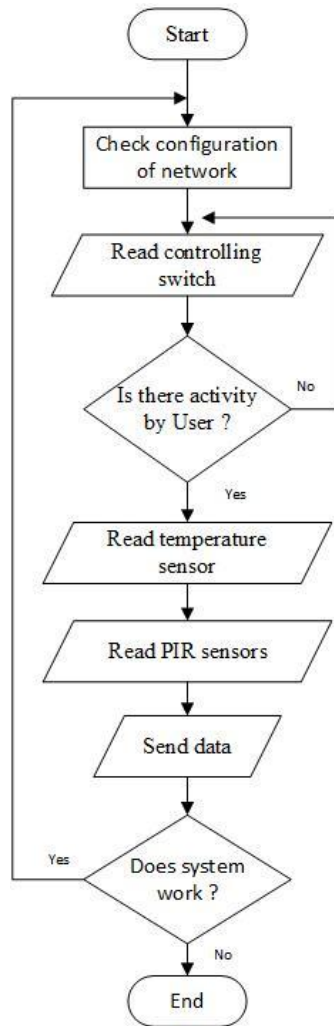 Start
Check configuration
of network
Read controlling
switch
Is there activity
by User ?
No
Yes
Read temperature
sensor
Read PIR sensors
Send data
Does system
work ?
Yes
No
End